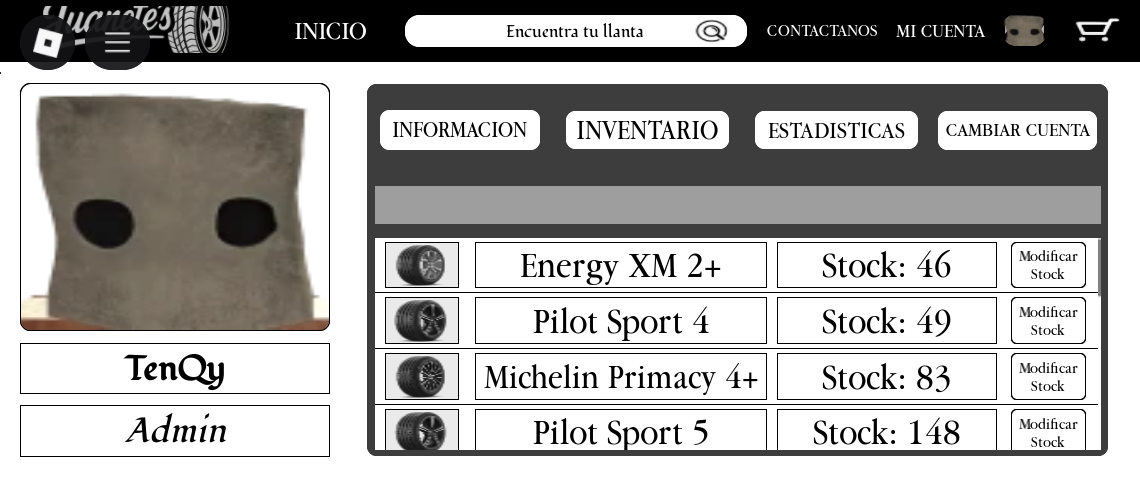 Juanetes
INICIO
Encuentra tu llanta
CONTACTANOS
MI CUENTA
INFORMACION
INVENTARIO
ESTADISTICAS
CAMBIAR CUENTA
Energy XM 2+
Stock: 46
Modificar
Stock
Pilot Sport 4
Stock: 49
Modificar
Stock
Michelin Primacy 4+
Stock: 83
Modificar
Stock
Pilot Sport 5
Stock: 148
Modificar
Stock
TenQy
Admin